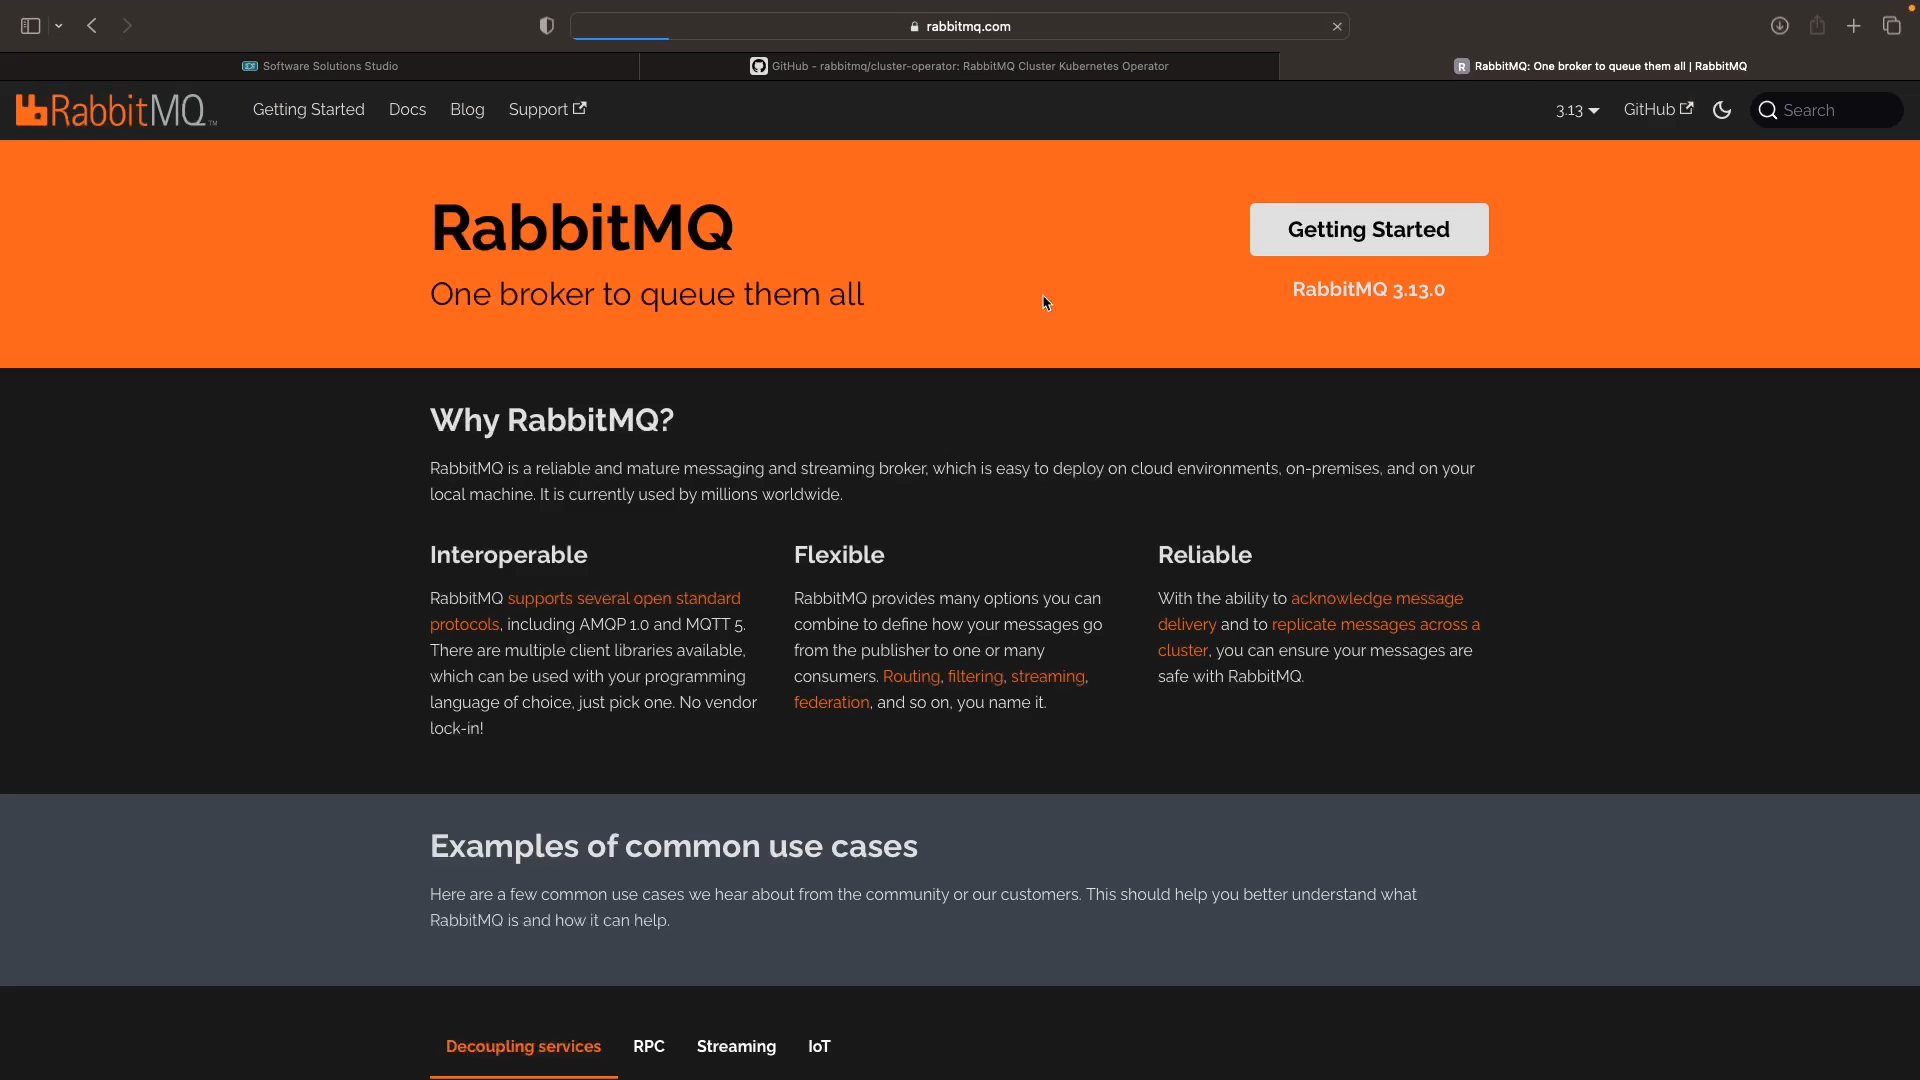 rabbitmq.com
Software Solutions Studio
GitHub - rabbitmq/cluster-operator: RabbitMQ Cluster Kubernetes Operator
R RabbitMQ: One broker to queue them all | RabbitMQ
RabbitMQ TM
Getting Started
Docs
Blog
Support
3.13
GitHub
Search
RabbitMQ
One broker to queue them all
Getting Started
RabbitMQ 3.13.0
Why RabbitMQ?
RabbitMQ is a reliable and mature messaging and streaming broker, which is easy to deploy on cloud environments, on-premises, and on your
local machine. It is currently used by millions worldwide.
Interoperable
RabbitMQ supports several open standard
protocols, including AMQP 1.0 and MQTT 5.
There are multiple client libraries available,
which can be used with your programming
language of choice, just pick one. No vendor
lock-in!
Flexible
RabbitMQ provides many options you can
combine to define how your messages go
from the publisher to one or many
consumers. Routing, filtering, streaming,
federation, and so on, you name it.
Reliable
With the ability to acknowledge message
delivery and to replicate messages across a
cluster, you can ensure your messages are
safe with RabbitMQ.
Examples of common use cases
Here are a few common use cases we hear about from the community or our customers. This should help you better understand what
RabbitMQ is and how it can help.
Decoupling services
RPC
Streaming
IoT